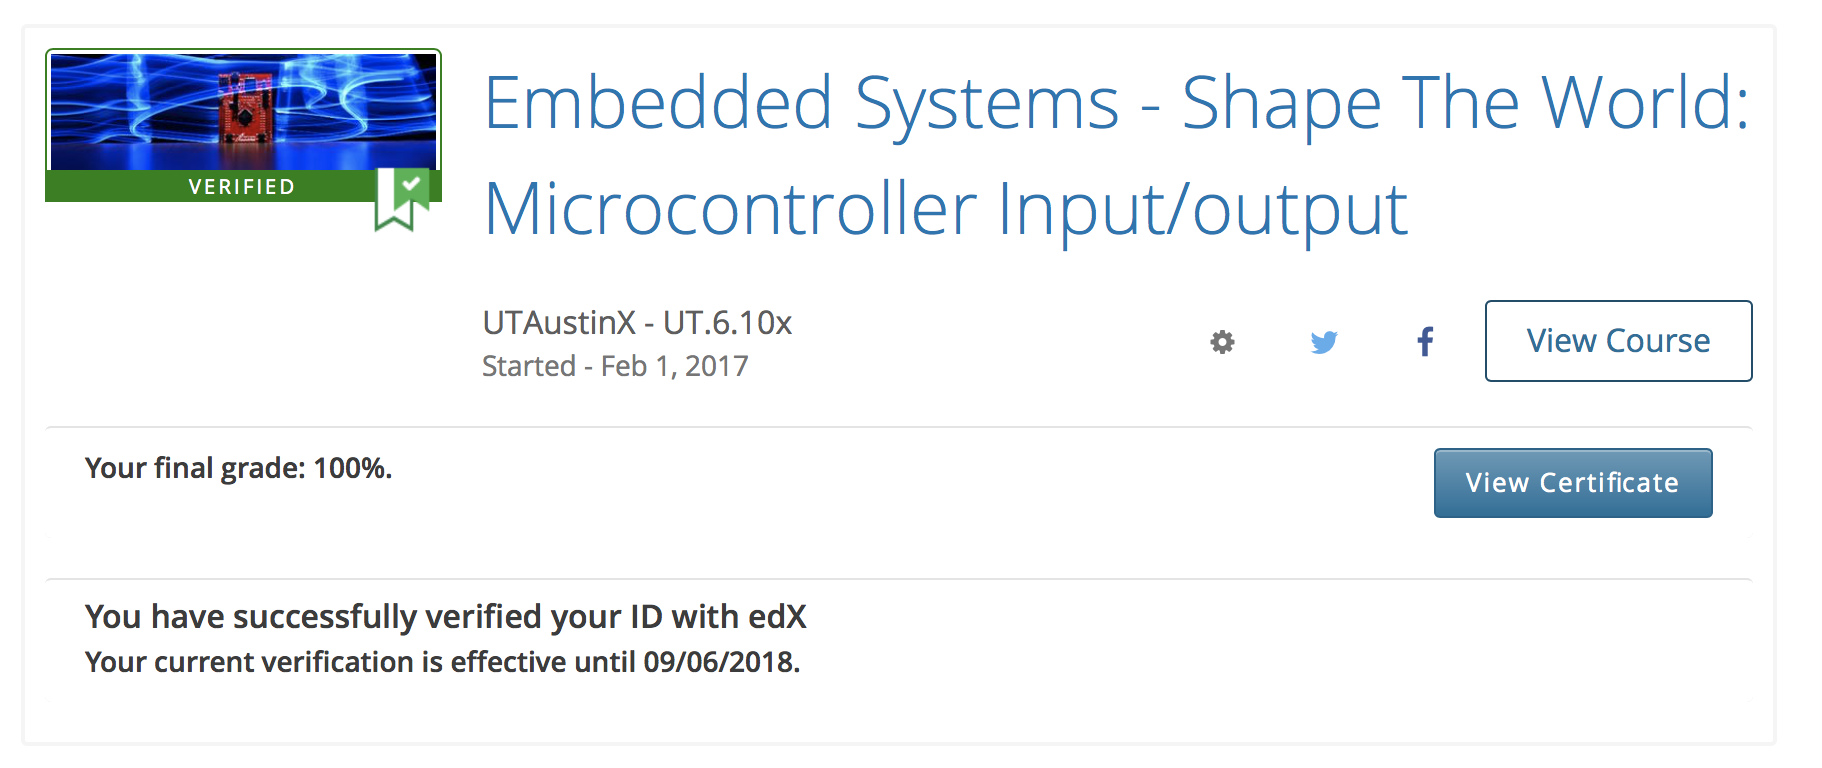 VERIFIED
Embedded Systems - Shape The World:
Microcontroller Input/output
UTAustinX - UT.6.10x
Started - Feb 1, 2017
View Course
Your final grade: 100%.
View Certificate
You have successfully verified your ID with edX
Your current verification is effective until 09/06/2018.